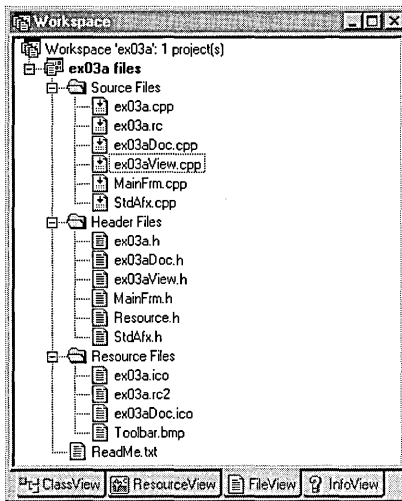 Workspace
Workspace 'ex03a': 1 project(s)
ex03a files
Source Files
ex03a.cpp
ex03a.rc
ex03aDoc.cpp
ex03aView.cpp
MainFrm.cpp
StdAfx.cpp
Header Files
ex03a.h
ex03aDoc.h
ex03aView.h
MainFrm.h
Resource.h
StdAfx.h
Resource Files
ex03a.ico
ex03a.rc2
ex03aDoc.ico
Toolbar.bmp
ReadMe.txt
ClassView ResourceView FileView InfoView